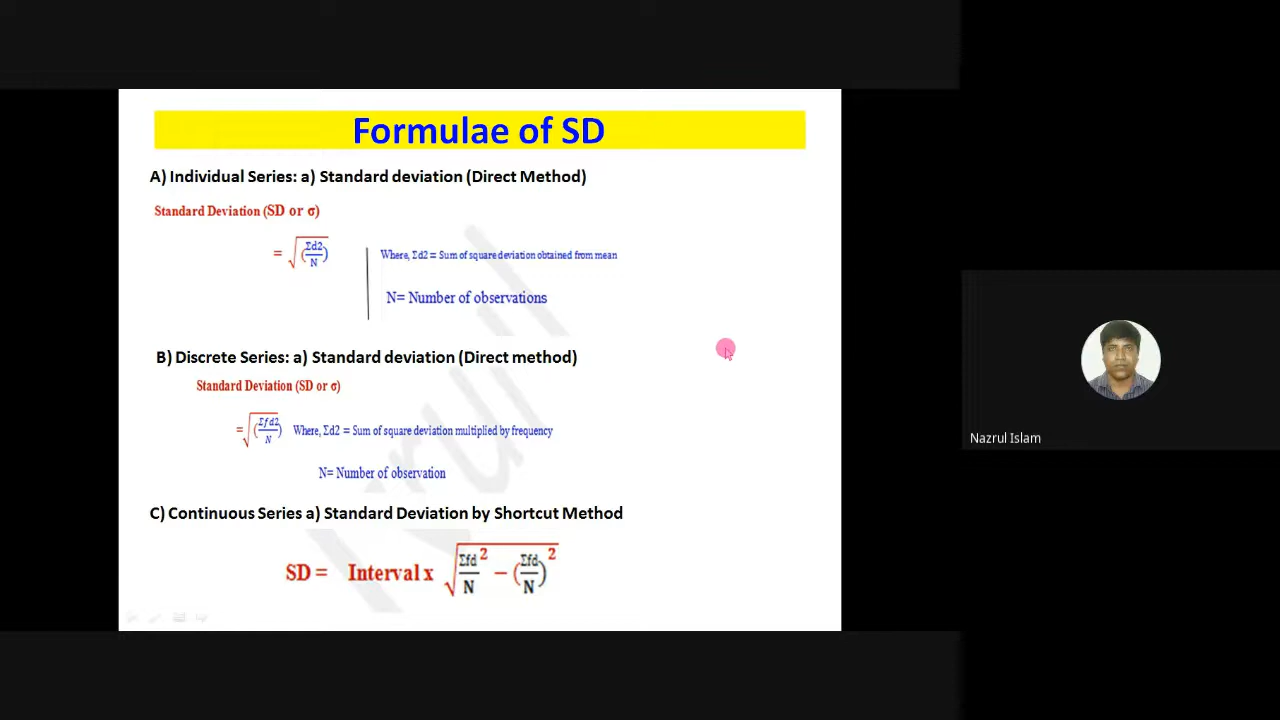 Formulae of SD
A) Individual Series: a) Standard deviation (Direct Method)
Standard Deviation (SD or σ)
= √(Σd2/N)
Where, Σd2 = Sum of square deviation obtained from mean
N= Number of observations
B) Discrete Series: a) Standard deviation (Direct method)
Standard Deviation (SD or σ)
=√(Σfd2/N) Where, Σd2 = Sum of square deviation multiplied by frequency
N= Number of observation
C) Continuous Series a) Standard Deviation by Shortcut Method
SD = Interval x √(Σfd²/N − (Σfd/N)²)
Nazrul Islam